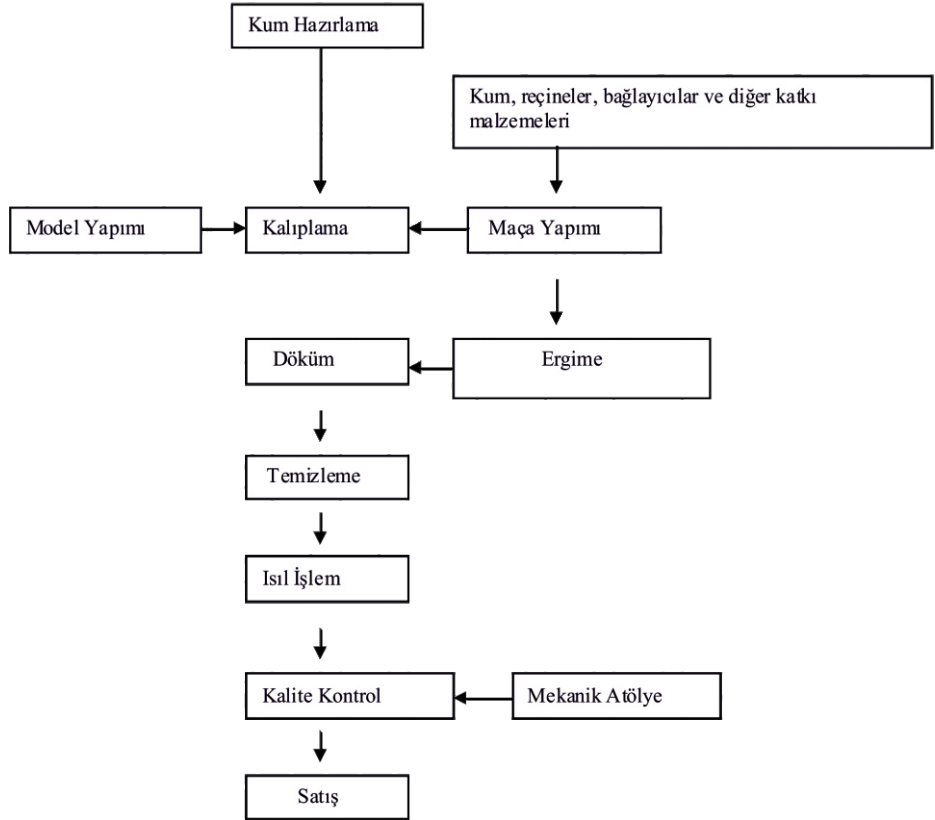 Kum Hazırlama
Kum, reçineler, bağlayıcılar ve diğer katkı
malzemeleri
Model Yapımı
Kalıplama
Maça Yapımı
Döküm
Ergime
Temizleme
Isıl İşlem
Kalite Kontrol
Mekanik Atölye
Satış